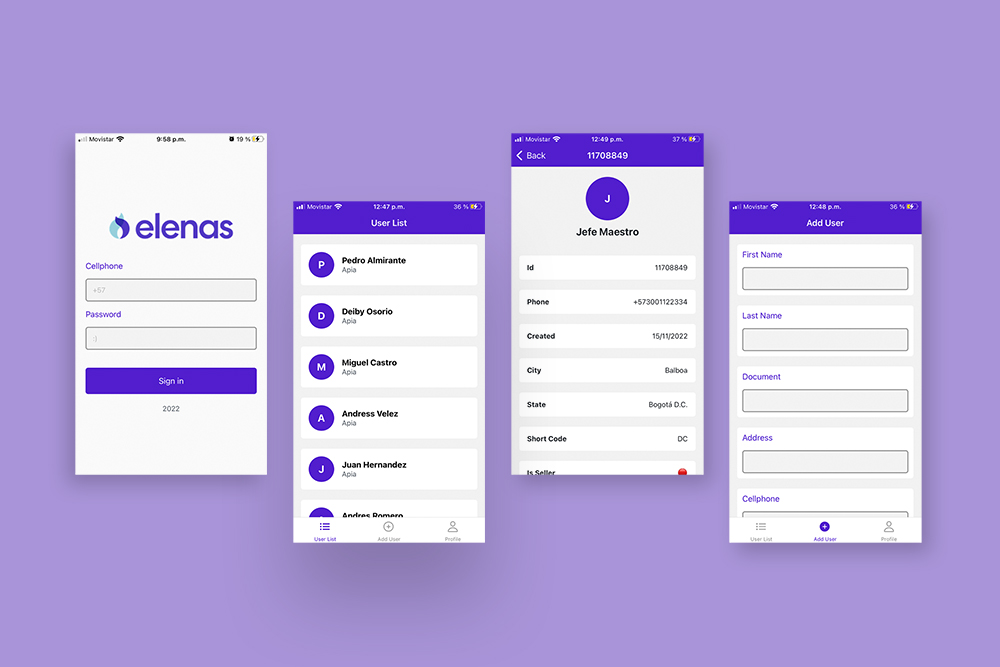 Movistar 9:58 p.m. 19 %
elenas
Cellphone
+57
Password
:)
Sign in
2022
Movistar 12:47 p.m. 36 %
User List
P Pedro Almirante
Apia
D Deiby Osorio
Apia
M Miguel Castro
Apia
A Andress Velez
Apia
J Juan Hernandez
Apia
Andres Romero
User List Add User Profile
Movistar 12:49 p.m. 37 %
Back 11708849
J
Jefe Maestro
Id 11708849
Phone +573001122334
Created 15/11/2022
City Balboa
State Bogotá D.C.
Short Code DC
Is Seller
Movistar 12:48 p.m. 36 %
Add User
First Name
Last Name
Document
Address
Cellphone
User List Add User Profile